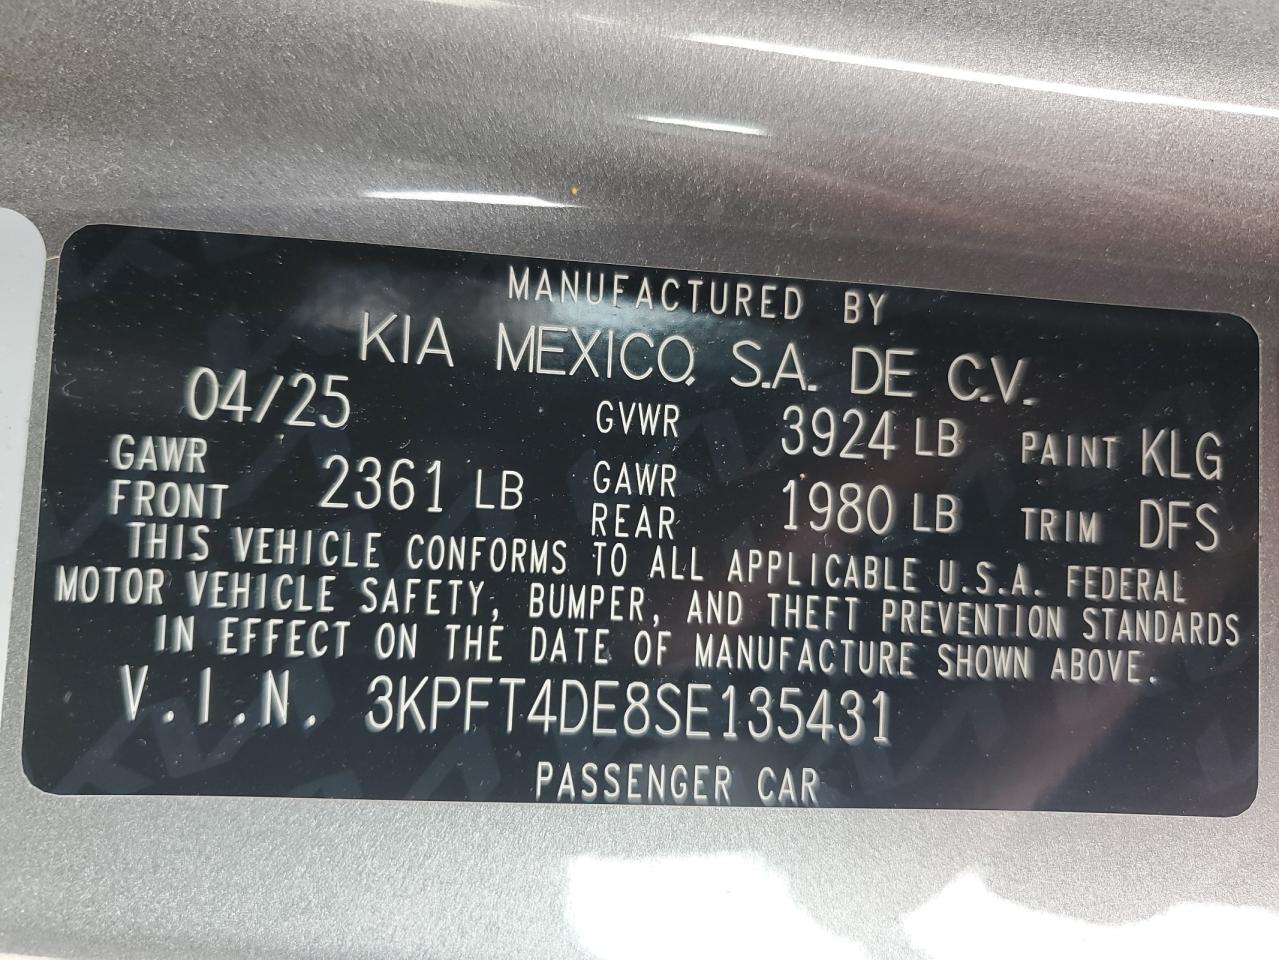 MANUFACTURED BY
KIA MEXICO, S.A. DE C.V.
04/25 GVWR 3924 LB PAINT KLG
GAWR FRONT 2361 LB GAWR REAR 1980 LB TRIM DFS
THIS VEHICLE CONFORMS TO ALL APPLICABLE U.S.A. FEDERAL
MOTOR VEHICLE SAFETY, BUMPER, AND THEFT PREVENTION STANDARDS
IN EFFECT ON THE DATE OF MANUFACTURE SHOWN ABOVE.
V.I.N. 3KPFT4DE8SE135431
PASSENGER CAR